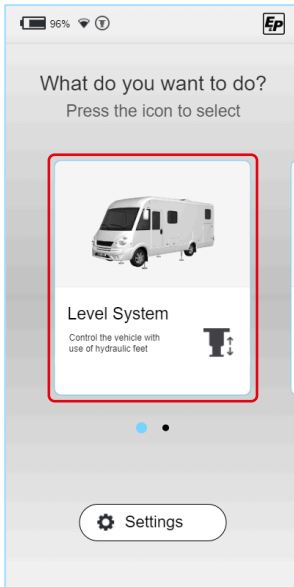 96%
EP
What do you want to do?
Press the icon to select
Level System
Control the vehicle with
use of hydraulic feet
Settings